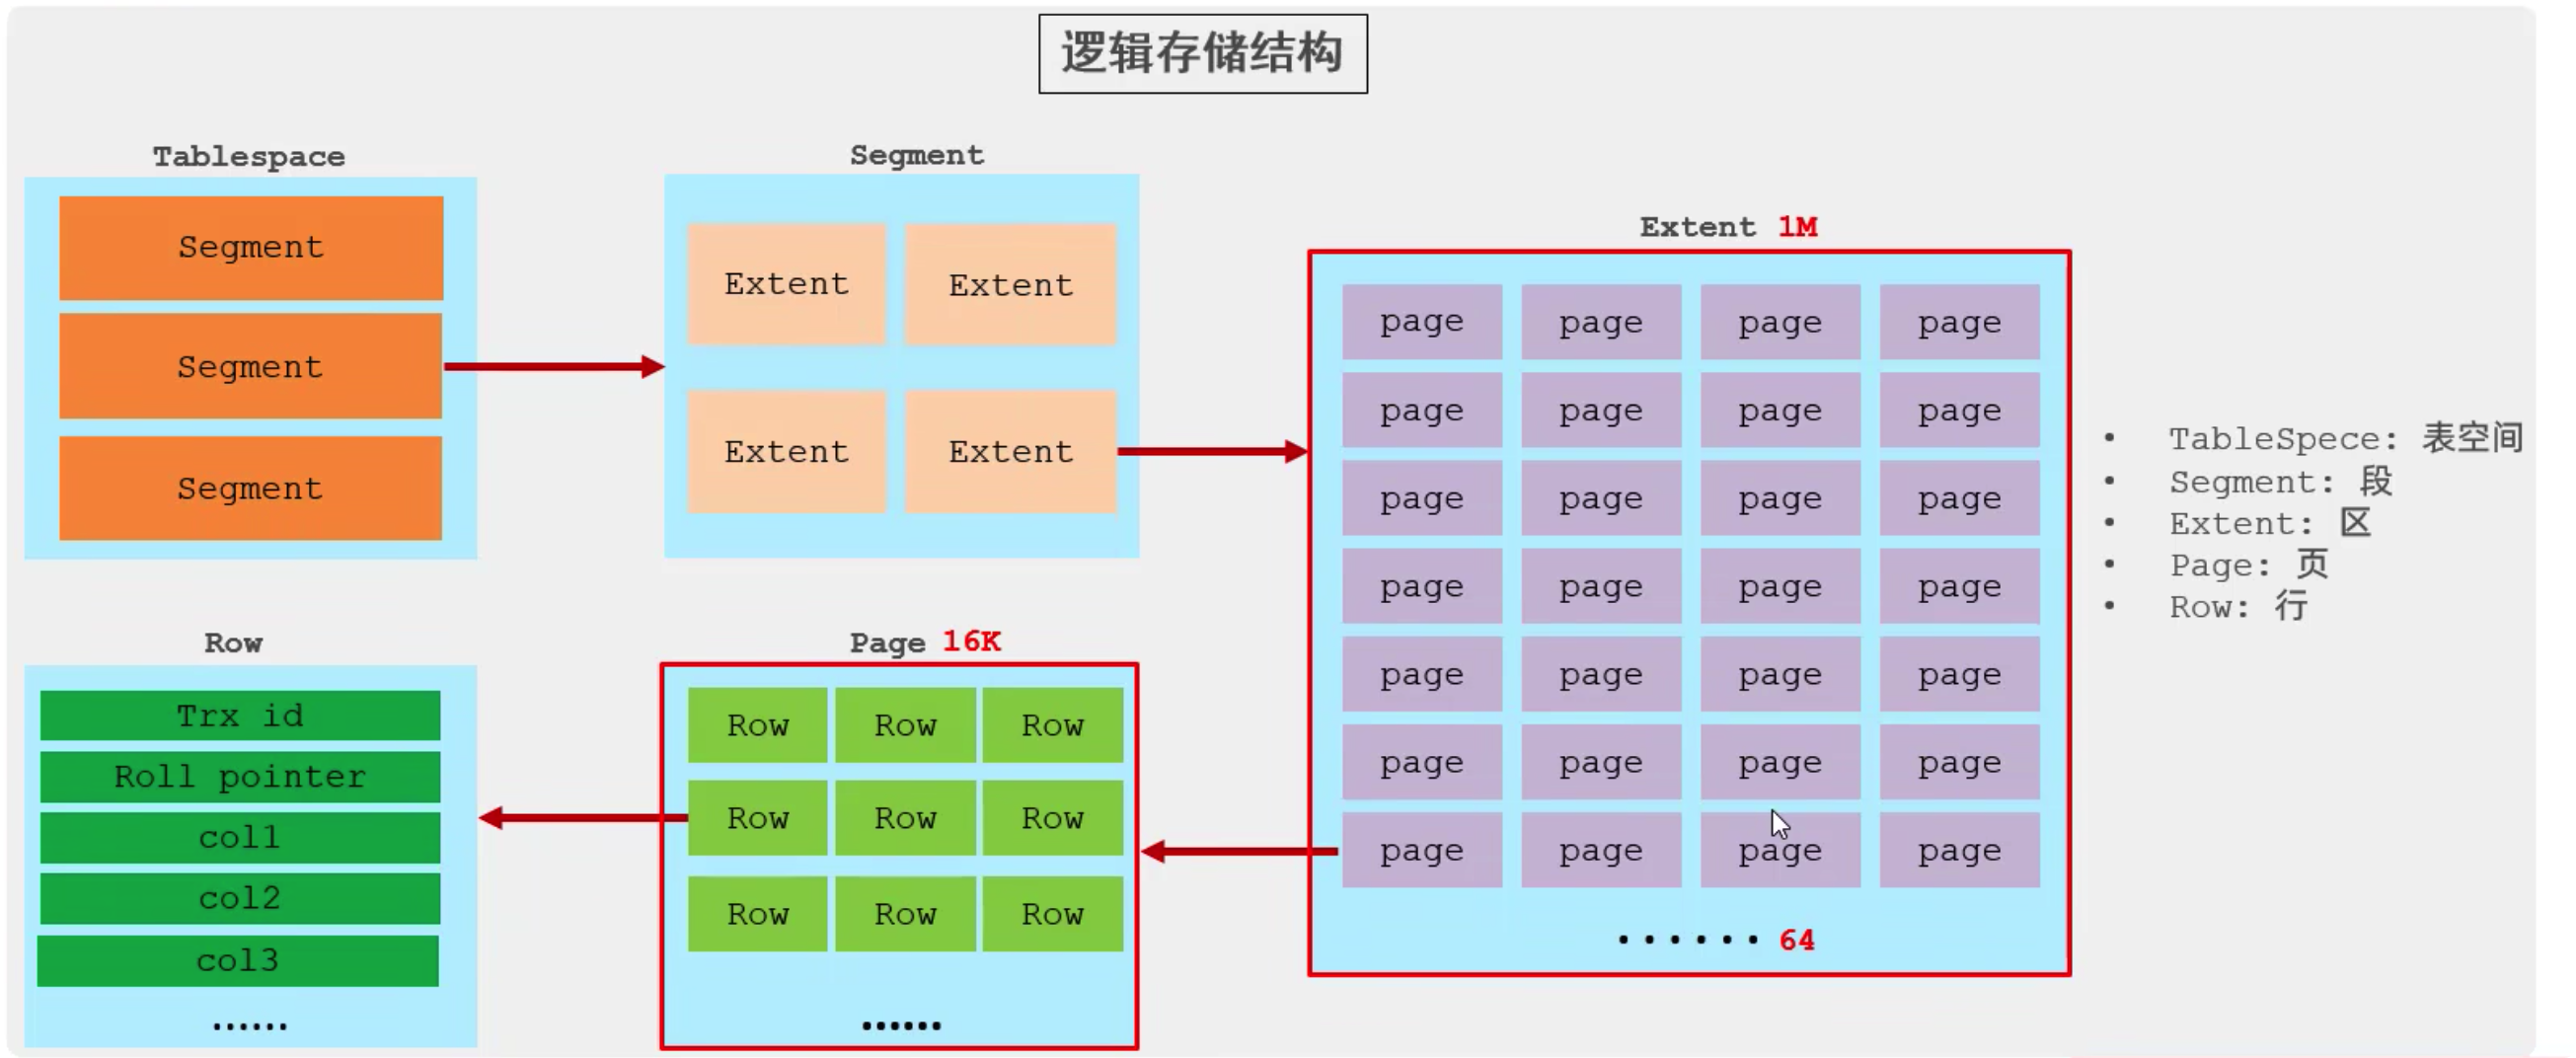 逻辑存储结构
Tablespace
Segment
Segment
Segment
Segment
Extent Extent
Extent Extent
Extent 1M
page page page page
page page page page
page page page page
page page page page
page page page page
page page page page
page page page page
······ 64
Page 16K
Row Row Row
Row Row Row
Row Row Row
······
Row
Trx id
Roll pointer
col1
col2
col3
······
• TableSpece: 表空间
• Segment: 段
• Extent: 区
• Page: 页
• Row: 行